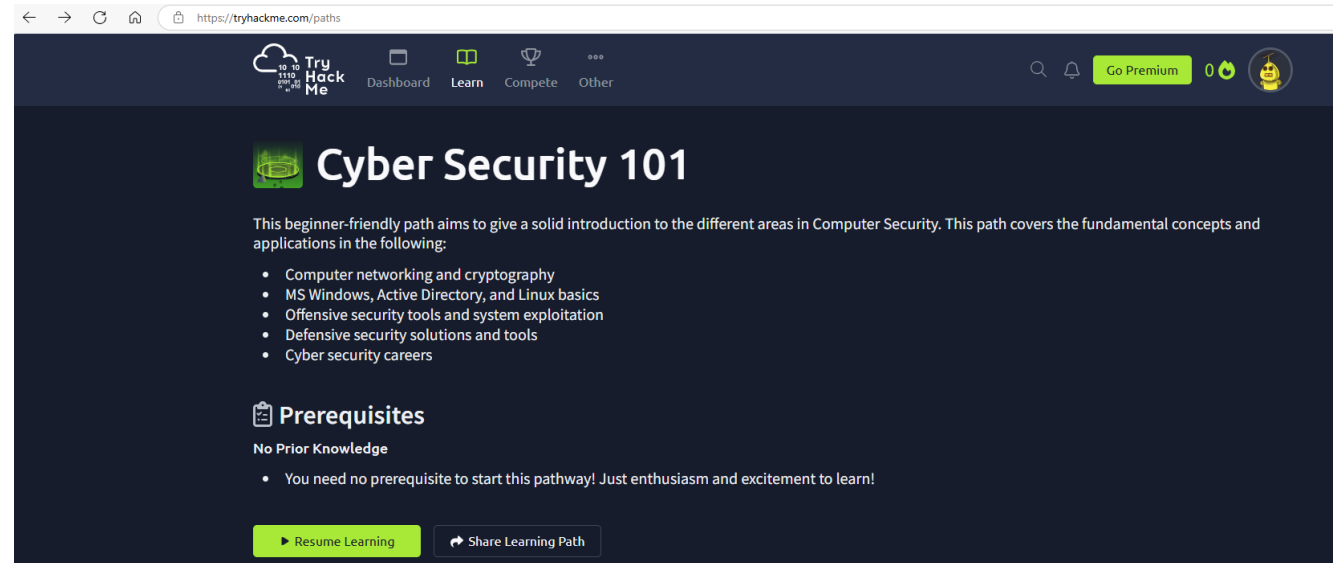 https://tryhackme.com/paths
Try
Hack
Me
Dashboard
Learn
Compete
Other
Go Premium
0
Cyber Security 101
This beginner-friendly path aims to give a solid introduction to the different areas in Computer Security. This path covers the fundamental concepts and
applications in the following:
• Computer networking and cryptography
• MS Windows, Active Directory, and Linux basics
• Offensive security tools and system exploitation
• Defensive security solutions and tools
• Cyber security careers
Prerequisites
No Prior Knowledge
• You need no prerequisite to start this pathway! Just enthusiasm and excitement to learn!
Resume Learning
Share Learning Path